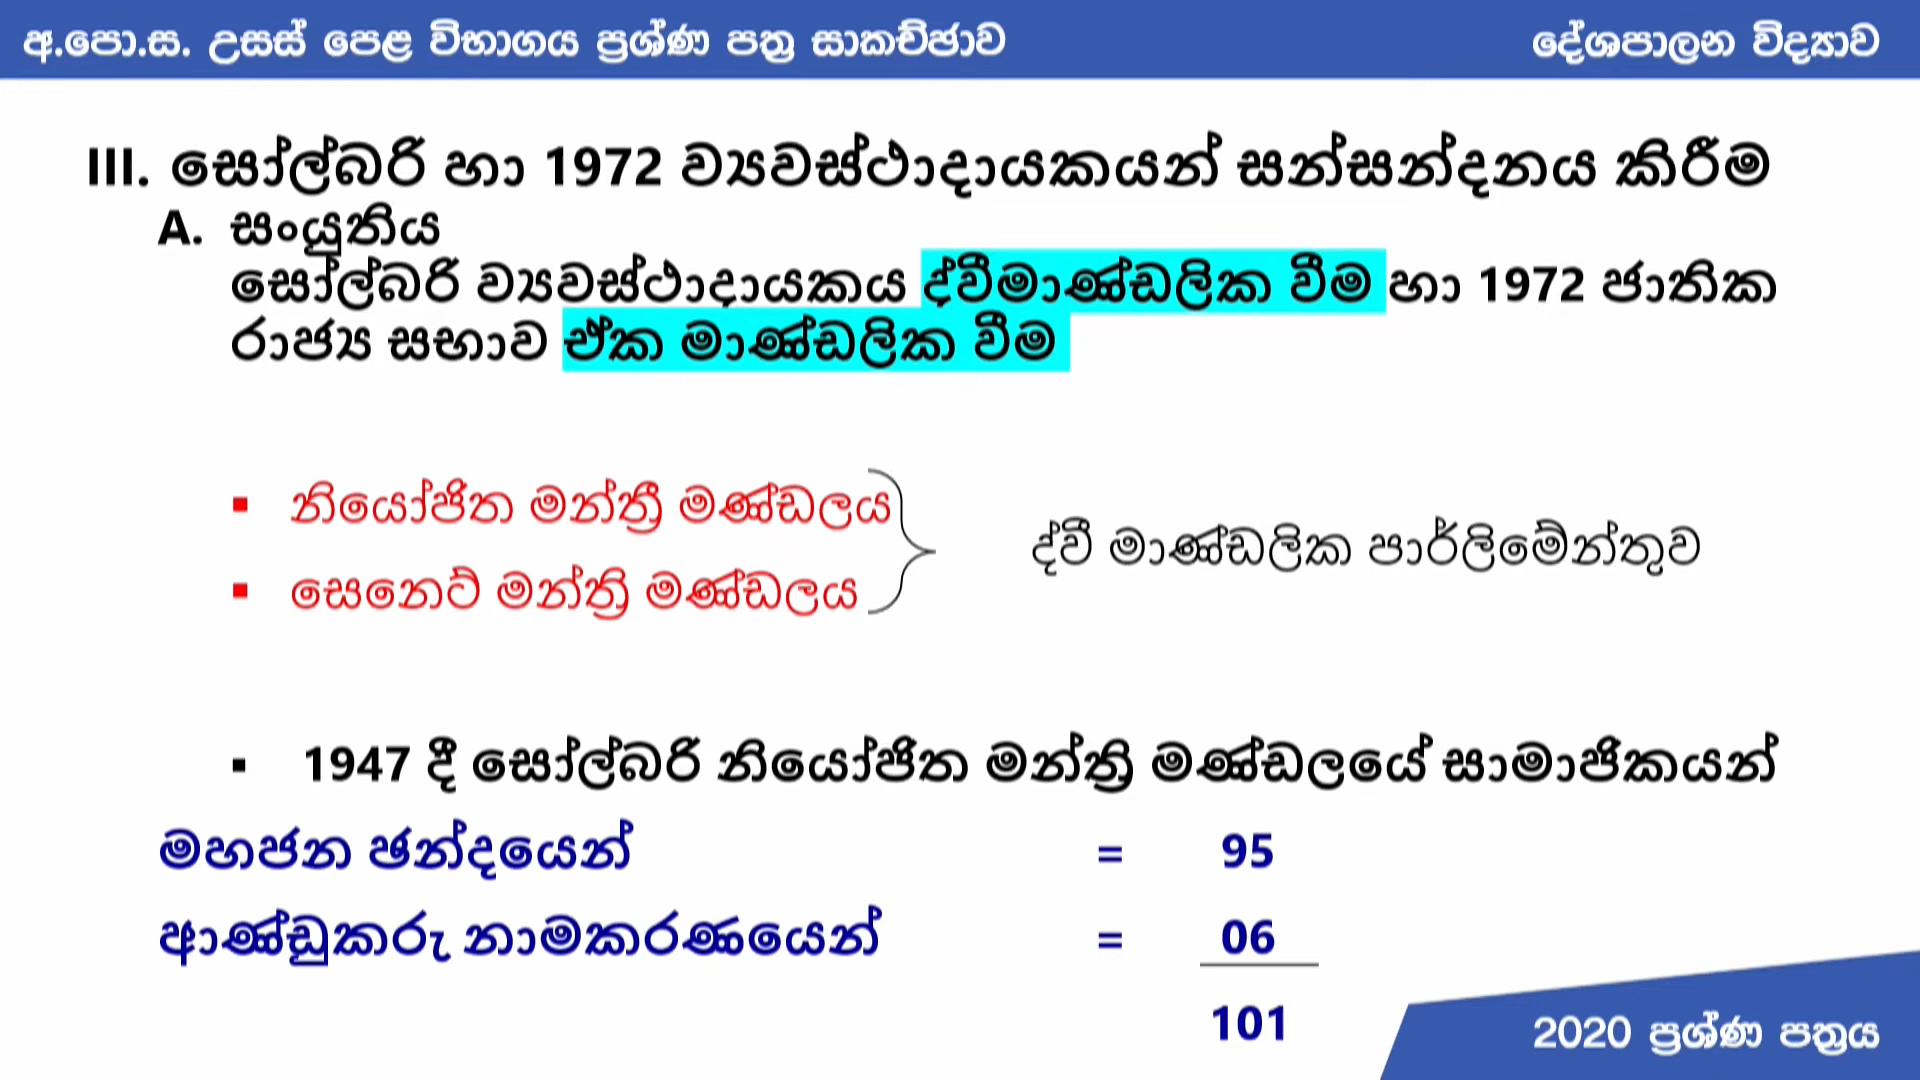 අ.පො.ස. උසස් පෙළ විභාගය ප්‍රශ්ණ පත්‍ර සාකච්ඡාව
දේශපාලන විද්‍යාව
III. සෝල්බරි හා 1972 ව්‍යවස්ථාදායකයන් සන්සන්දනය කිරීම
A. සංයුතිය
සෝල්බරි ව්‍යවස්ථාදායකය ද්වීමාණ්ඩලික වීම හා 1972 ජාතික
රාජ්‍ය සභාව ඒක මාණ්ඩලික වීම
▪ නියෝජිත මන්ත්‍රී මණ්ඩලය
▪ සෙනෙට් මන්ත්‍රි මණ්ඩලය
ද්වී මාණ්ඩලික පාර්ලිමේන්තුව
▪ 1947 දී සෝල්බරි නියෝජිත මන්ත්‍රි මණ්ඩලයේ සාමාජිකයන්
මහජන ඡන්දයෙන් = 95
ආණ්ඩුකරු නාමකරණයෙන් = 06
101
2020 ප්‍රශ්ණ පත්‍රය